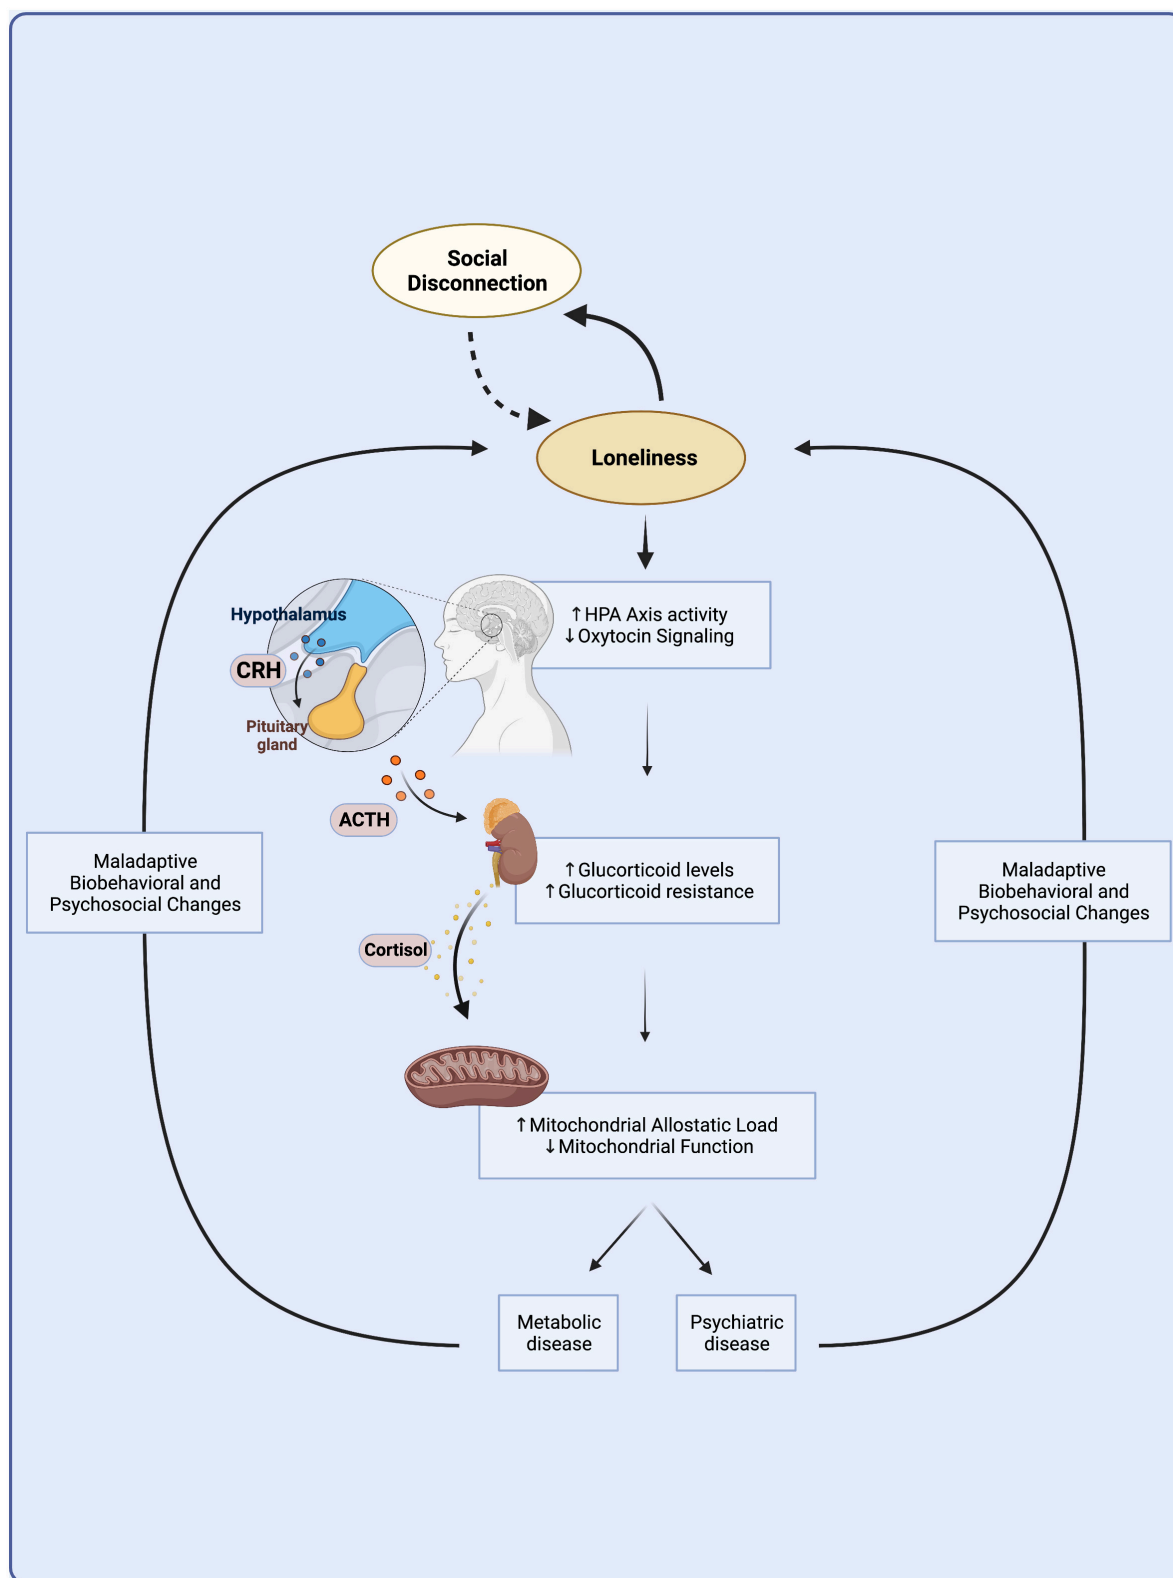 Social
Disconnection
Loneliness
↑HPA Axis activity
↓Oxytocin Signaling
Hypothalamus
CRH
Pituitary
gland
ACTH
↑Glucorticoid levels
↑Glucorticoid resistance
Maladaptive
Biobehavioral and
Psychosocial Changes
Maladaptive
Biobehavioral and
Psychosocial Changes
Cortisol
↑Mitochondrial Allostatic Load
↓Mitochondrial Function
Metabolic
disease
Psychiatric
disease